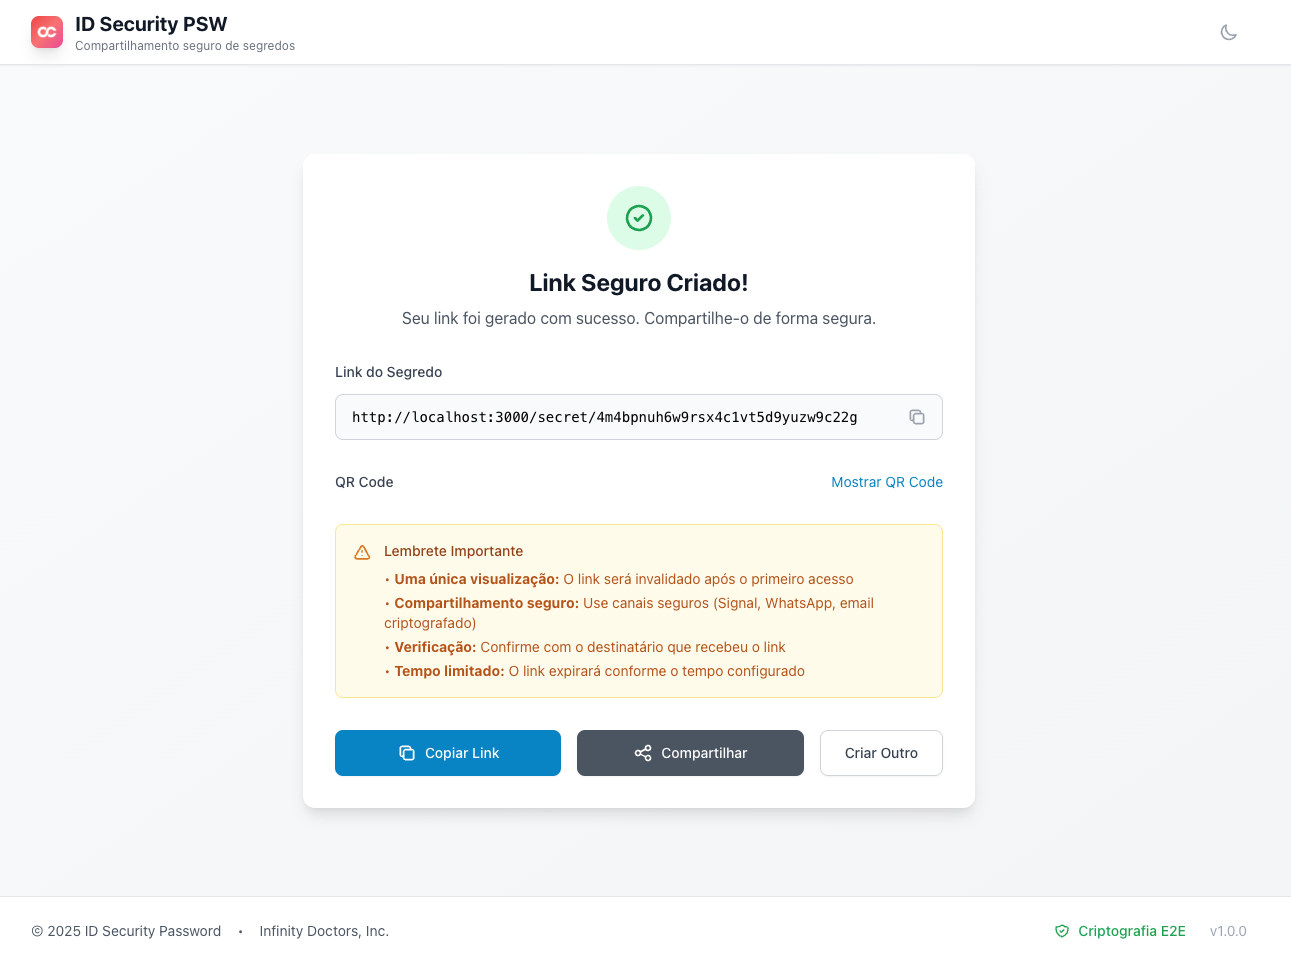 ID Security PSW
Compartilhamento seguro de segredos
Link Seguro Criado!
Seu link foi gerado com sucesso. Compartilhe-o de forma segura.
Link do Segredo
http://localhost:3000/secret/4m4bpnuh6w9rsx4c1vt5d9yuzw9c22g
QR Code
Mostrar QR Code
Lembrete Importante
• Uma única visualização: O link será invalidado após o primeiro acesso
• Compartilhamento seguro: Use canais seguros (Signal, WhatsApp, email
criptografado)
• Verificação: Confirme com o destinatário que recebeu o link
• Tempo limitado: O link expirará conforme o tempo configurado
Copiar Link
Compartilhar
Criar Outro
© 2025 ID Security Password • Infinity Doctors, Inc.
Criptografia E2E
v1.0.0